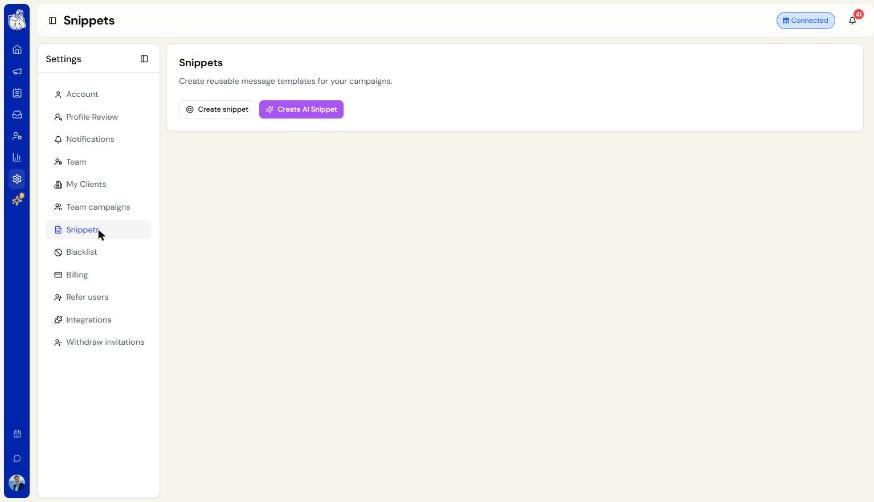 Snippets
Connected
41
Settings
Account
Profile Review
Notifications
Team
My Clients
Team campaigns
Snippets
Blacklist
Billing
Refer users
Integrations
Withdraw invitations
Snippets
Create reusable message templates for your campaigns.
Create snippet
Create AI Snippet